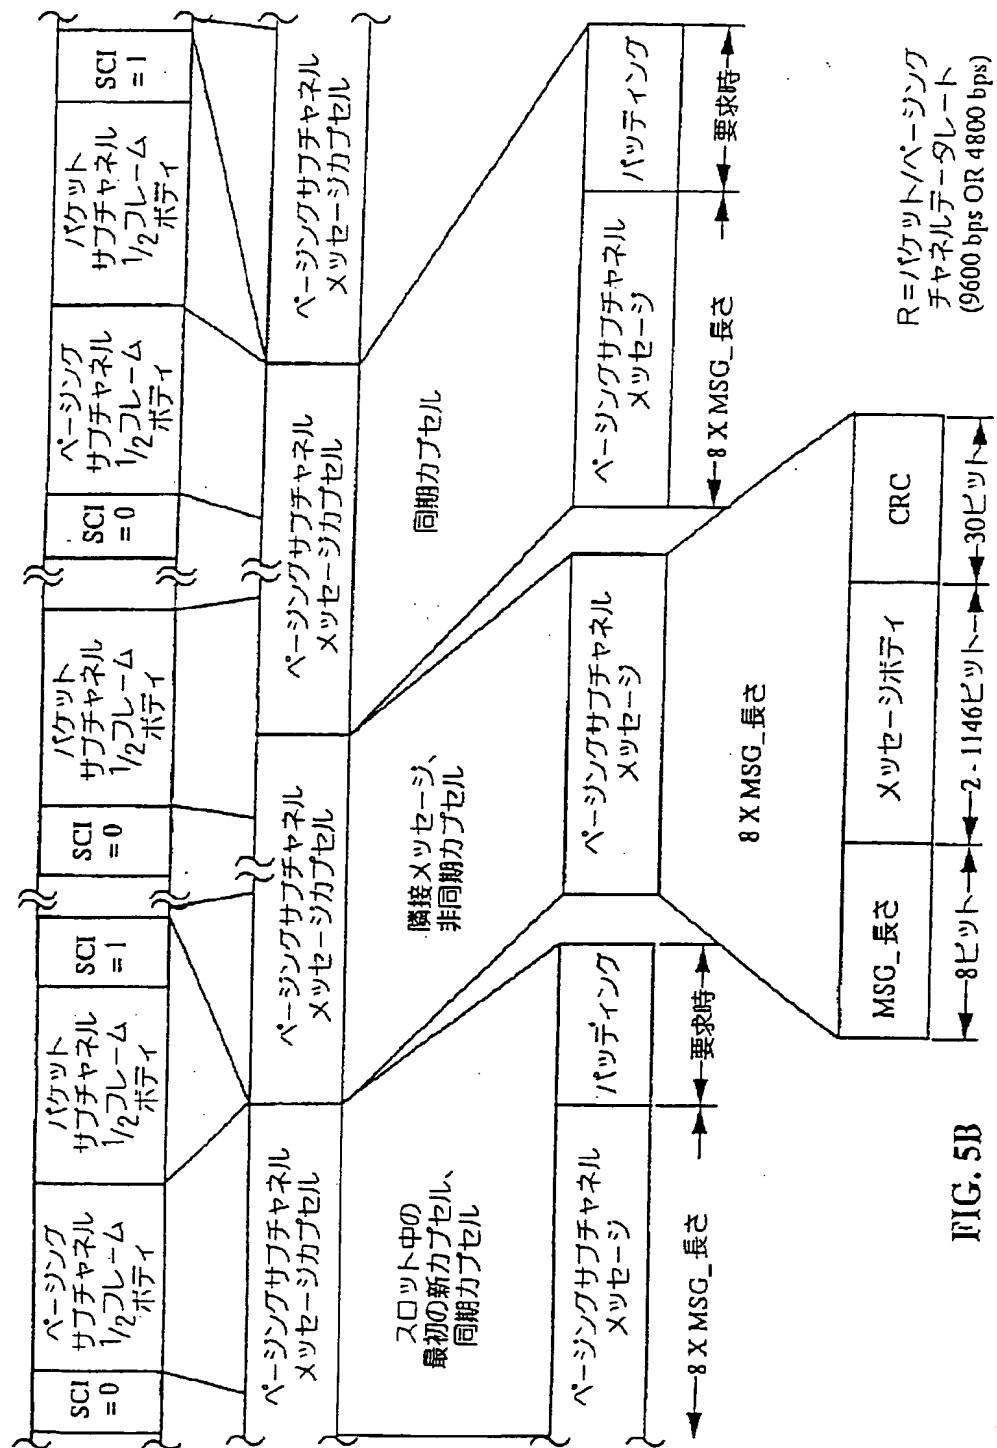 SCI
=0
ページング
サブチャネル
1/2フレーム
ボディ
パケット
サブチャネル
1/2フレーム
ボディ
SCI
=1
SCI
=0
パケット
サブチャネル
1/2フレーム
ボディ
SCI
=0
ページング
サブチャネル
1/2フレーム
ボディ
パケット
サブチャネル
1/2フレーム
ボディ
SCI
=1
ページングサブチャネル
メッセージカプセル
ページングサブチャネル
メッセージカプセル
ページングサブチャネル
メッセージカプセル
ページングサブチャネル
メッセージカプセル
スロット中の
最初の新カプセル、
同期カプセル
隣接メッセージ、
非同期カプセル
同期カプセル
ページングサブチャネル
メッセージ
パッディング
ページングサブチャネル
メッセージ
ページングサブチャネル
メッセージ
パッディング
8 X MSG_長さ
要求時
8 X MSG_長さ
8 X MSG_長さ
要求時
MSG_長さ
メッセージボディ
CRC
8ビット
2 - 1146ビット
30ビット
R=パケット/ページング
チャネルデータレート
(9600 bps OR 4800 bps)
FIG. 5B